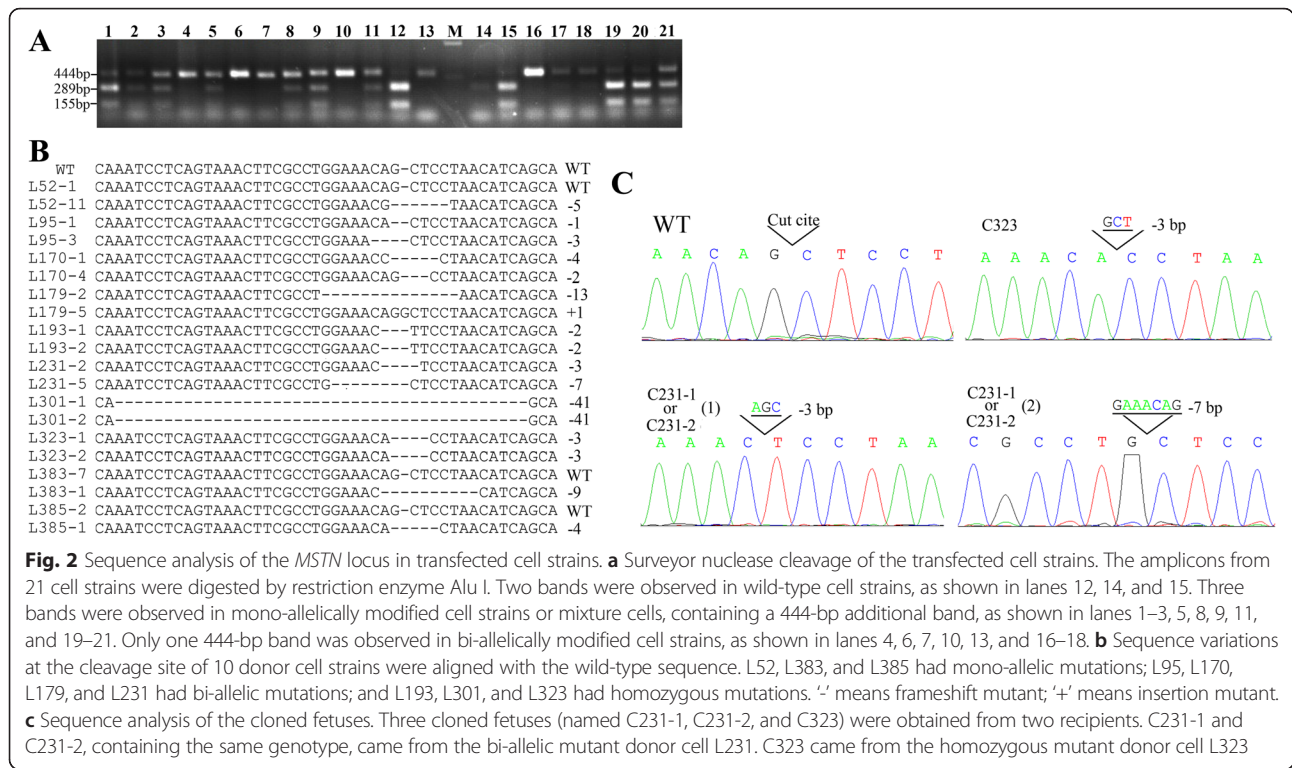 A
1 2 3 4 5 6 7 8 9 10 11 12 13 M 14 15 16 17 18 19 20 21
444bp
289bp
155bp
B
WT CAAATCCTCAGTAAACTTCGCCTGGAAACAG-CTCCTAACATCAGCA WT
L52-1 CAAATCCTCAGTAAACTTCGCCTGGAAACAG-CTCCTAACATCAGCA WT
L52-11 CAAATCCTCAGTAAACTTCGCCTGGAAACG------TAACATCAGCA -5
L95-1 CAAATCCTCAGTAAACTTCGCCTGGAAACA--CTCCTAACATCAGCA -1
L95-3 CAAATCCTCAGTAAACTTCGCCTGGAAA----CTCCTAACATCAGCA -3
L170-1 CAAATCCTCAGTAAACTTCGCCTGGAAACC-----CTAACATCAGCA -4
L170-4 CAAATCCTCAGTAAACTTCGCCTGGAAACAG---CCTAACATCAGCA -2
L179-2 CAAATCCTCAGTAAACTTCGCCT--------------AACATCAGCA -13
L179-5 CAAATCCTCAGTAAACTTCGCCTGGAAACAGGCTCCTAACATCAGCA +1
L193-1 CAAATCCTCAGTAAACTTCGCCTGGAAAC---TTCCTAACATCAGCA -2
L193-2 CAAATCCTCAGTAAACTTCGCCTGGAAAC---TTCCTAACATCAGCA -2
L231-2 CAAATCCTCAGTAAACTTCGCCTGGAAAC----TCCTAACATCAGCA -3
L231-5 CAAATCCTCAGTAAACTTCGCCTG--------CTCCTAACATCAGCA -7
L301-1 CA------------------------------------------GCA -41
L301-2 CA------------------------------------------GCA -41
L323-1 CAAATCCTCAGTAAACTTCGCCTGGAAACA----CCTAACATCAGCA -3
L323-2 CAAATCCTCAGTAAACTTCGCCTGGAAACA----CCTAACATCAGCA -3
L383-7 CAAATCCTCAGTAAACTTCGCCTGGAAACAG-CTCCTAACATCAGCA WT
L383-1 CAAATCCTCAGTAAACTTCGCCTGGAAAC----------CATCAGCA -9
L385-2 CAAATCCTCAGTAAACTTCGCCTGGAAACAG-CTCCTAACATCAGCA WT
L385-1 CAAATCCTCAGTAAACTTCGCCTGGAAACA-----CTAACATCAGCA -4
C
WT
Cut cite
A A C A G C T C C T
C323
GCT -3 bp
A A A C A C C T A A
C231-1
or (1)
C231-2
AGC -3 bp
A A A C T C C T A A
C231-1
or (2)
C231-2
GAAACAG -7 bp
C G C C T G C T C C
Fig. 2 Sequence analysis of the MSTN locus in transfected cell strains. a Surveyor nuclease cleavage of the transfected cell strains. The amplicons from
21 cell strains were digested by restriction enzyme Alu I. Two bands were observed in wild-type cell strains, as shown in lanes 12, 14, and 15. Three
bands were observed in mono-allelically modified cell strains or mixture cells, containing a 444-bp additional band, as shown in lanes 1–3, 5, 8, 9, 11,
and 19–21. Only one 444-bp band was observed in bi-allelically modified cell strains, as shown in lanes 4, 6, 7, 10, 13, and 16–18. b Sequence variations
at the cleavage site of 10 donor cell strains were aligned with the wild-type sequence. L52, L383, and L385 had mono-allelic mutations; L95, L170,
L179, and L231 had bi-allelic mutations; and L193, L301, and L323 had homozygous mutations. ‘-’ means frameshift mutant; ‘+’ means insertion mutant.
c Sequence analysis of the cloned fetuses. Three cloned fetuses (named C231-1, C231-2, and C323) were obtained from two recipients. C231-1 and
C231-2, containing the same genotype, came from the bi-allelic mutant donor cell L231. C323 came from the homozygous mutant donor cell L323